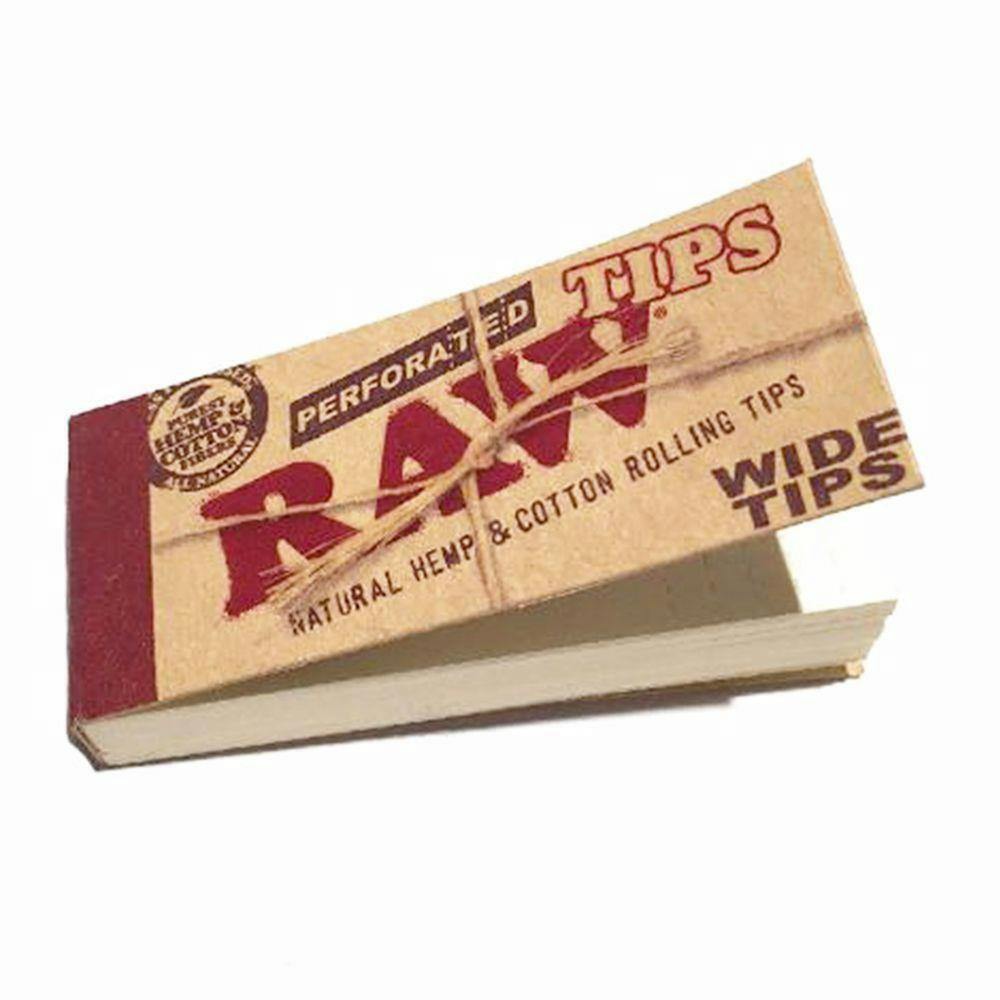 PERFORATED TIPS
RAW®
NATURAL HEMP & COTTON ROLLING TIPS
WIDE
TIPS
PUREST
HEMP &
COTTON
FIBERS
ALL NATURAL